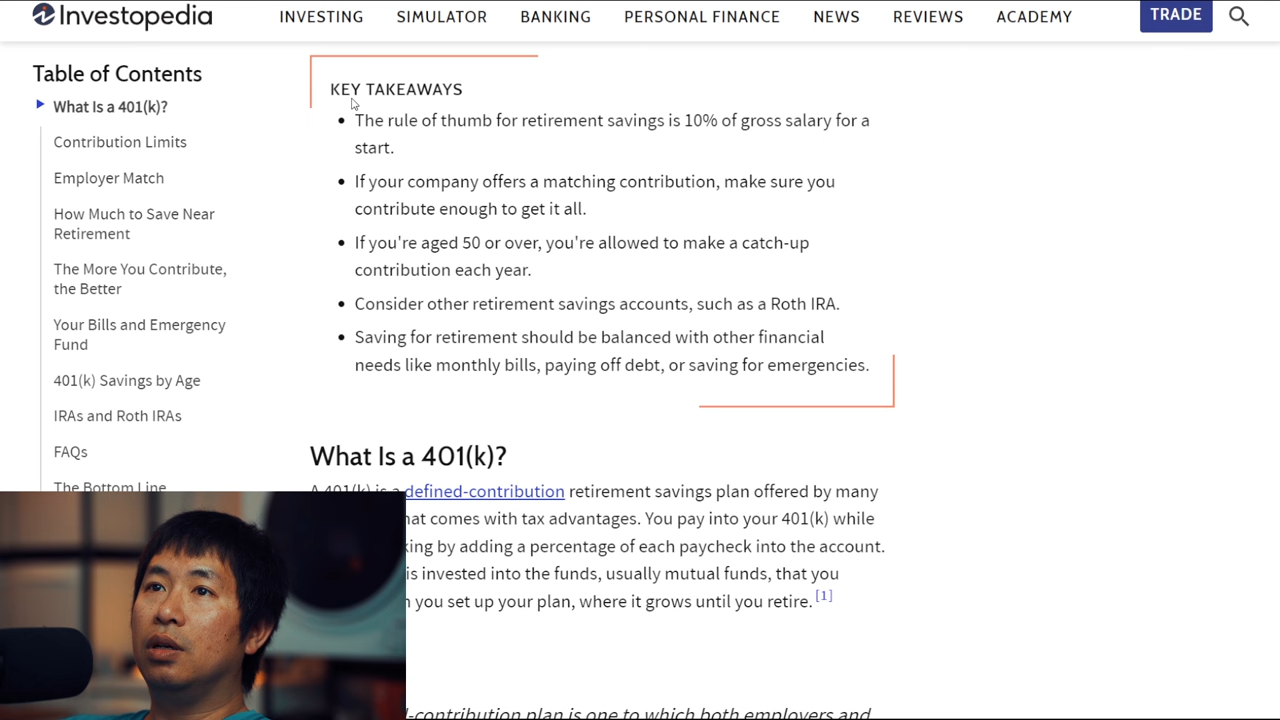 Investopedia
INVESTING SIMULATOR BANKING PERSONAL FINANCE NEWS REVIEWS ACADEMY TRADE
Table of Contents
What Is a 401(k)?
Contribution Limits
Employer Match
How Much to Save Near
Retirement
The More You Contribute,
the Better
Your Bills and Emergency
Fund
401(k) Savings by Age
IRAs and Roth IRAs
FAQs
The Bottom Line
KEY TAKEAWAYS
The rule of thumb for retirement savings is 10% of gross salary for a
start.
If your company offers a matching contribution, make sure you
contribute enough to get it all.
If you're aged 50 or over, you're allowed to make a catch-up
contribution each year.
Consider other retirement savings accounts, such as a Roth IRA.
Saving for retirement should be balanced with other financial
needs like monthly bills, paying off debt, or saving for emergencies.
What Is a 401(k)?
A 401(k) is a defined-contribution retirement savings plan offered by many
that comes with tax advantages. You pay into your 401(k) while
by adding a percentage of each paycheck into the account.
is invested into the funds, usually mutual funds, that you
you set up your plan, where it grows until you retire. [1]
-contribution plan is one to which both employers and